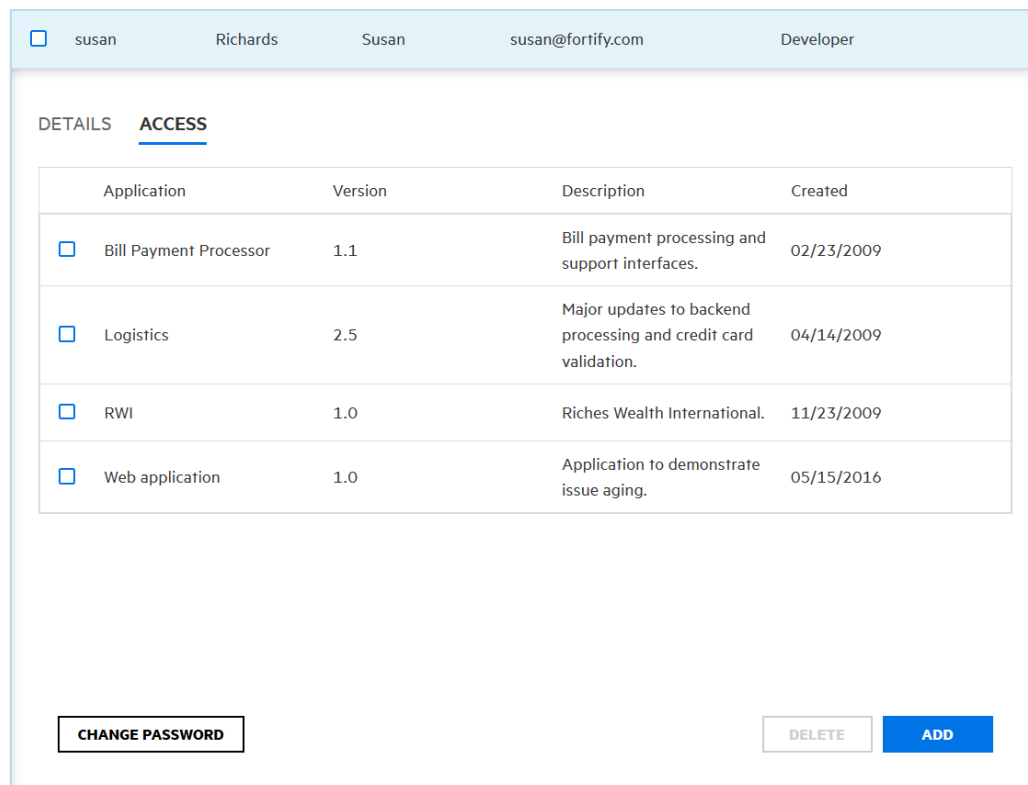 susan Richards Susan susan@fortify.com Developer
DETAILS ACCESS
Application Version Description Created
Bill Payment Processor 1.1 Bill payment processing and support interfaces. 02/23/2009
Logistics 2.5 Major updates to backend processing and credit card validation. 04/14/2009
RWI 1.0 Riches Wealth International. 11/23/2009
Web application 1.0 Application to demonstrate issue aging. 05/15/2016
CHANGE PASSWORD DELETE ADD